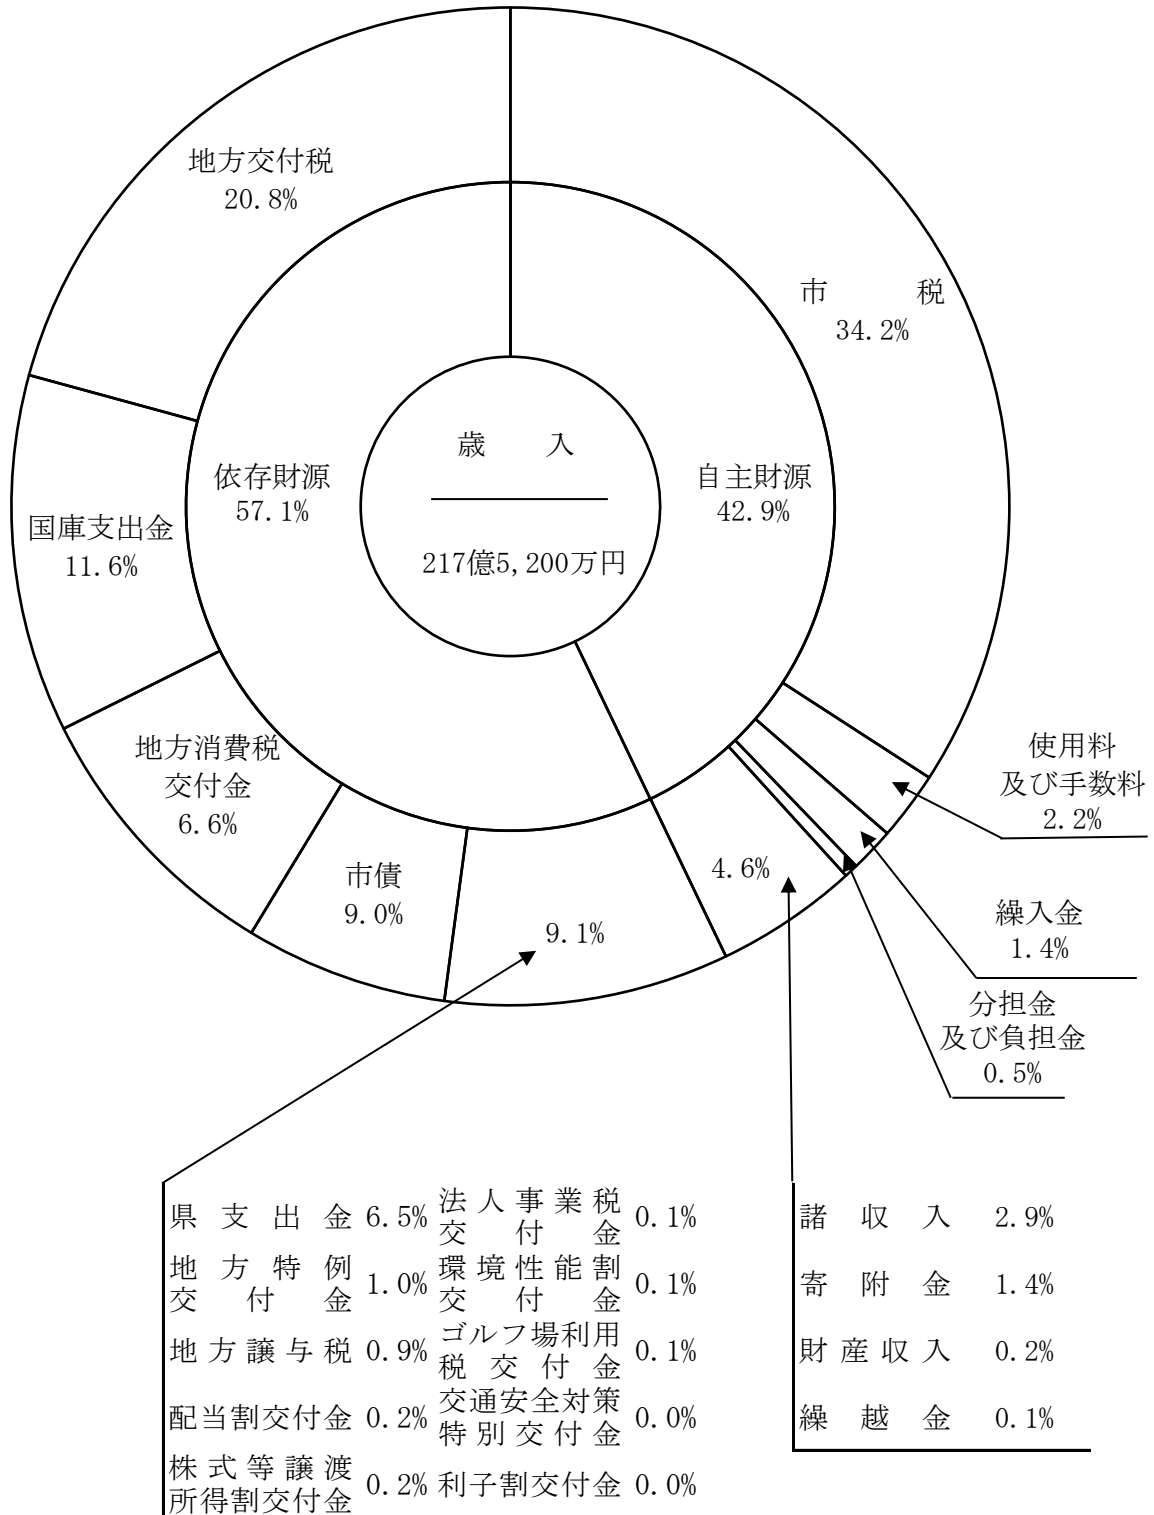 歳入
217億5,200万円
自主財源
42.9%
依存財源
57.1%
市税
34.2%
使用料
及び手数料
2.2%
繰入金
1.4%
分担金
及び負担金
0.5%
4.6%
9.1%
市債
9.0%
地方消費税
交付金
6.6%
国庫支出金
11.6%
地方交付税
20.8%
県支出金 6.5%
地方特例
交付金
1.0%
地方譲与税 0.9%
配当割交付金 0.2%
株式等譲渡
所得割交付金
0.2%
法人事業税
交付金
0.1%
環境性能割
交付金
0.1%
ゴルフ場利用
税交付金
0.1%
交通安全対策
特別交付金
0.0%
利子割交付金 0.0%
諸収入 2.9%
寄附金 1.4%
財産収入 0.2%
繰越金 0.1%